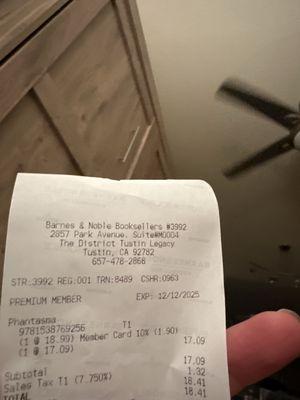 Barnes & Noble Booksellers #3992
2857 Park Avenue. Suite#M0004
The District Tustin Legacy
Tustin, CA 92782
657-478-2868
STR:3992 REG:001 TRN:8489 CSHR:0963
PREMIUM MEMBER EXP: 12/12/2025
Phantasma
9781538769256 T1
(1 @ 18.99) Member Card 10% (1.90)
(1 @ 17.09) 17.09
Subtotal 17.09
Sales Tax T1 (7.750%) 1.32
TOTAL 18.41
18.41